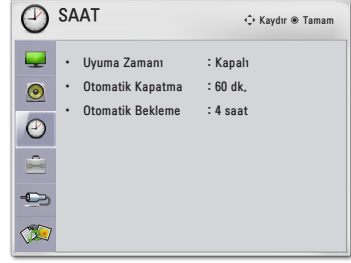 SAAT
Kaydır Tamam
• Uyuma Zamanı : Kapalı
• Otomatik Kapatma : 60 dk.
• Otomatik Bekleme : 4 saat